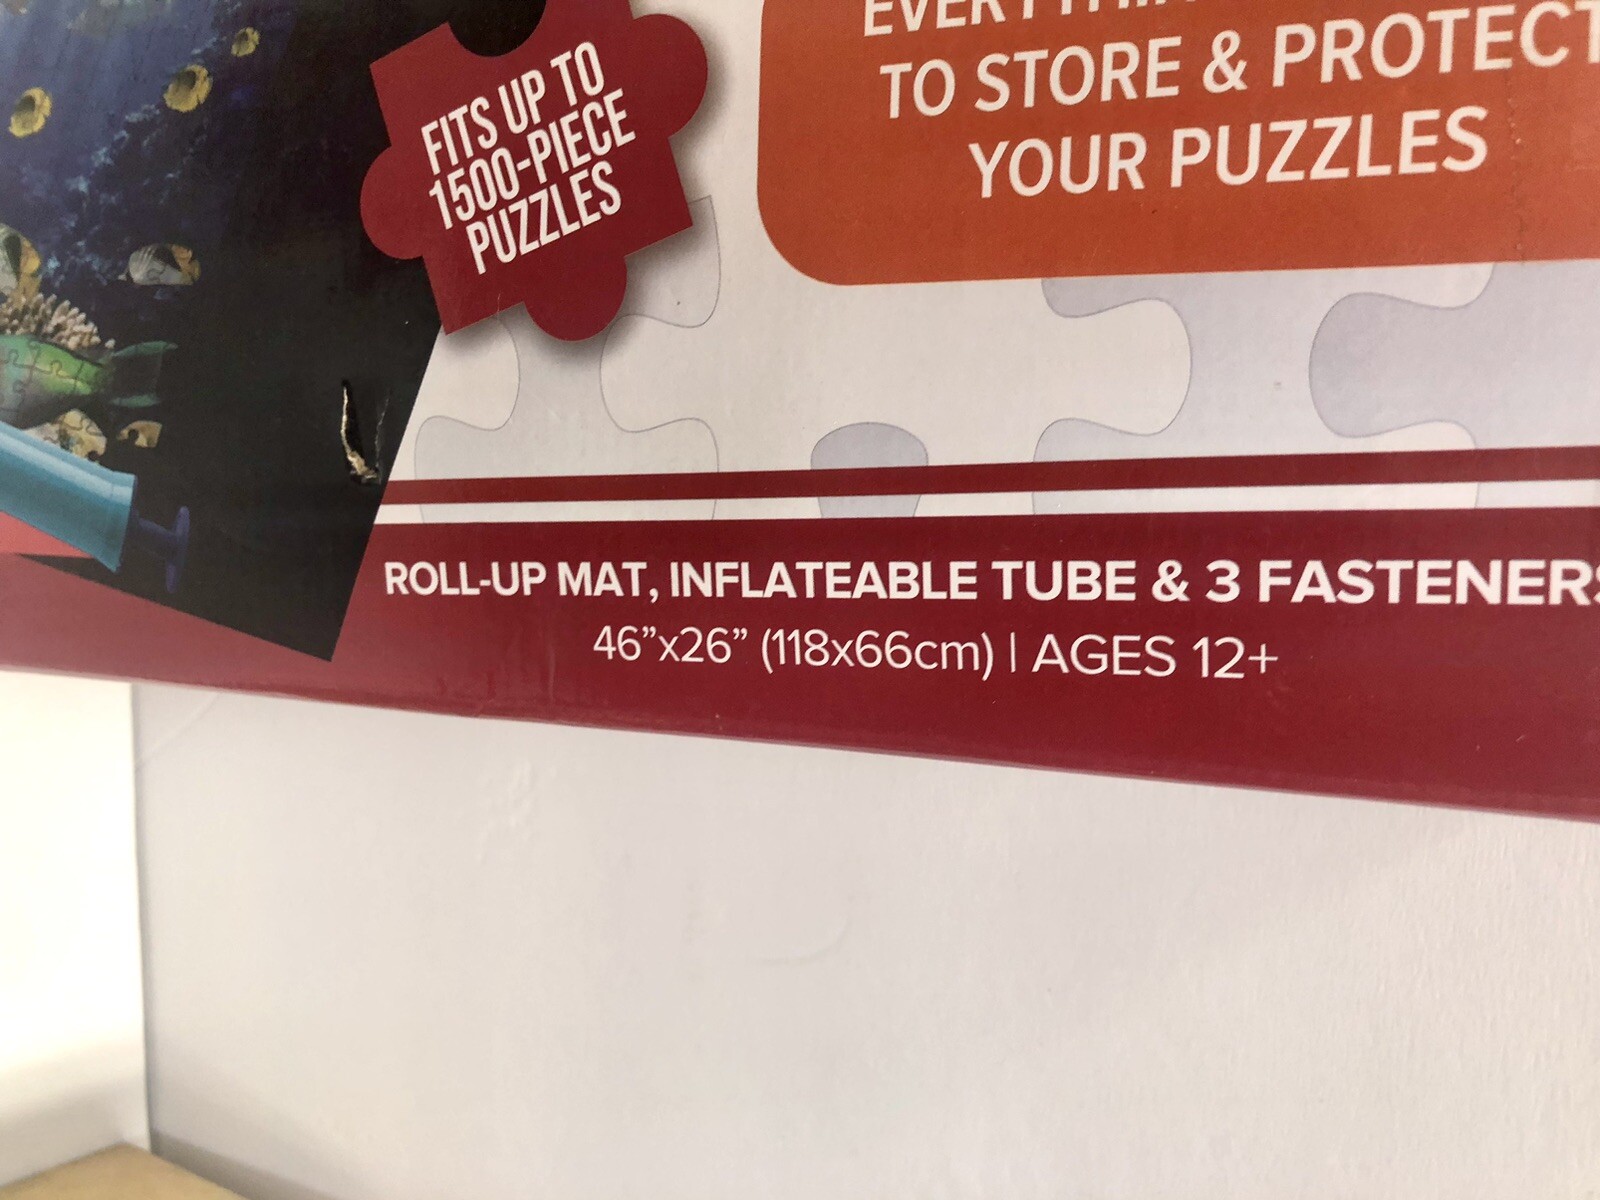 FITS UP TO
1500-PIECE
PUZZLES
TO STORE & PROTECT
YOUR PUZZLES
ROLL-UP MAT, INFLATEABLE TUBE & 3 FASTENERS
46”x26” (118x66cm) | AGES 12+